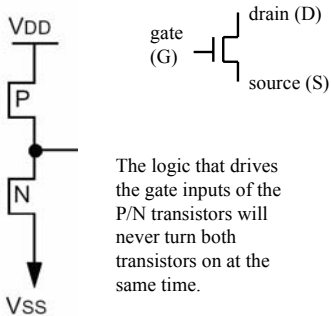 VDD
P
N
VSS
gate
(G)
drain (D)
source (S)
The logic that drives
the gate inputs of the
P/N transistors will
never turn both
transistors on at the
same time.